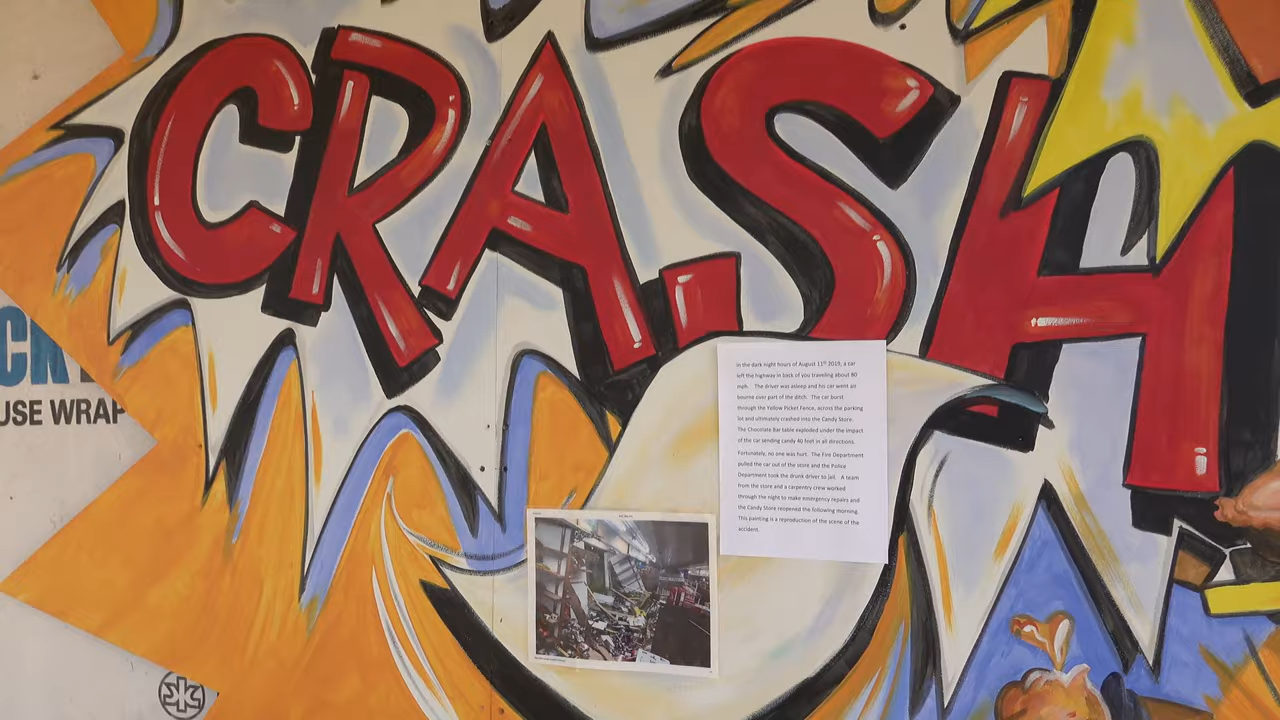 CRASH
In the dark night hours of August 11th 2019, a car
left the highway in back of you traveling about 80
mph. The driver was asleep and his car went air
bourne over part of the ditch. The car burst
through the Yellow Picket Fence, across the parking
lot and ultimately crashed into the Candy Store.
The Chocolate Bar table exploded under the impact
of the car sending candy 40 feet in all directions.
Fortunately, no one was hurt. The Fire Department
pulled the car out of the store and the Police
Department took the drunk driver to jail. A team
from the store and a carpentry crew worked
through the night to make emergency repairs and
the Candy Store reopened the following morning.
This painting is a reproduction of the scene of the
accident.
USE WRAP